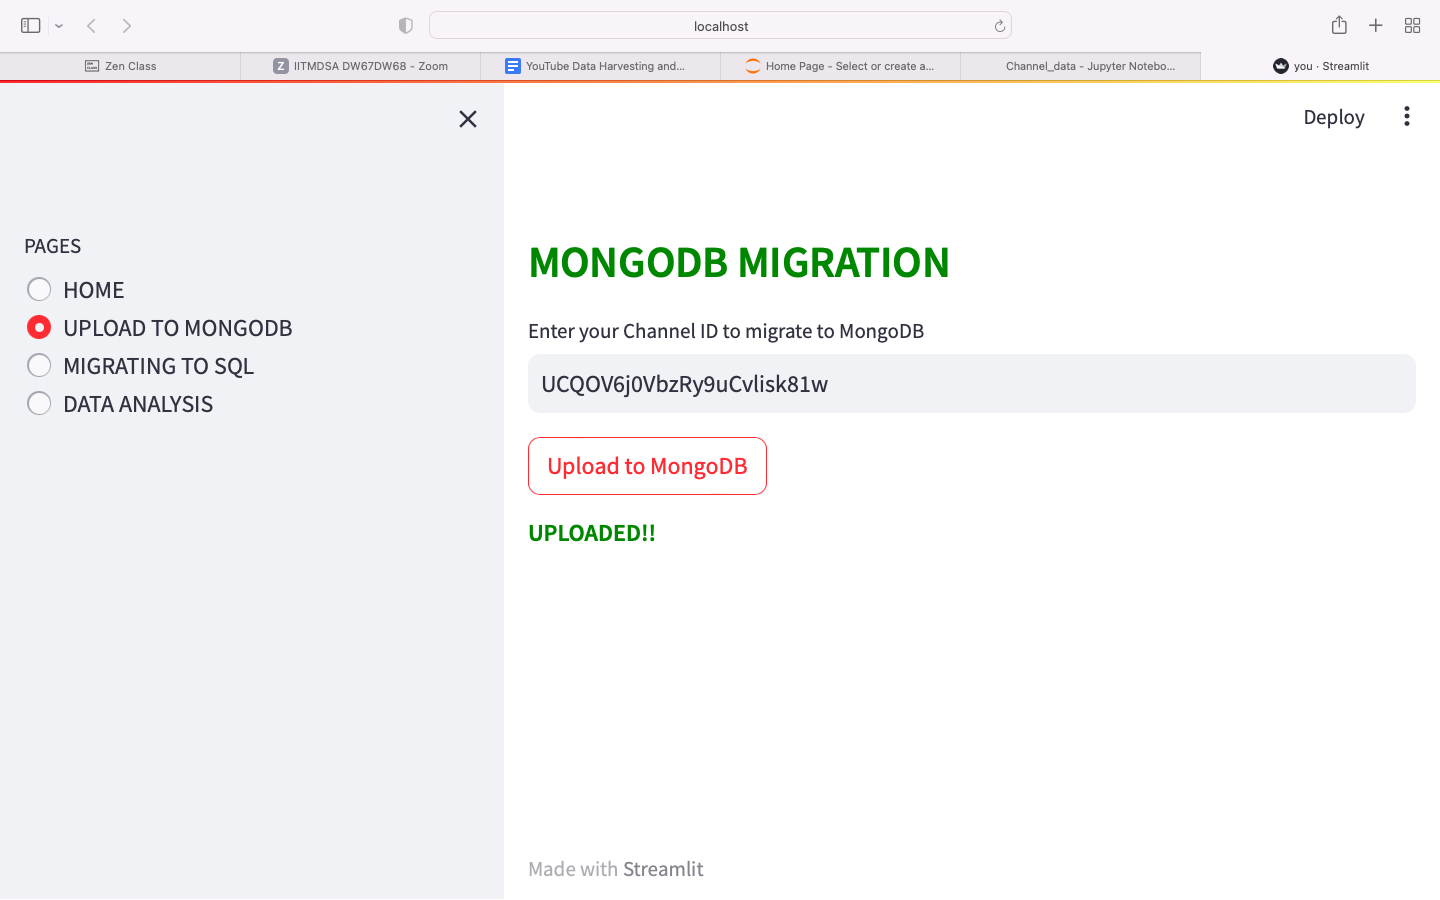 localhost
Zen Class
IITMDSA DW67DW68 - Zoom
YouTube Data Harvesting and...
Home Page - Select or create a...
Channel_data - Jupyter Notebo...
you · Streamlit
Deploy
PAGES
HOME
UPLOAD TO MONGODB
MIGRATING TO SQL
DATA ANALYSIS
MONGODB MIGRATION
Enter your Channel ID to migrate to MongoDB
UCQOV6j0VbzRy9uCvlisk81w
Upload to MongoDB
UPLOADED!!
Made with Streamlit